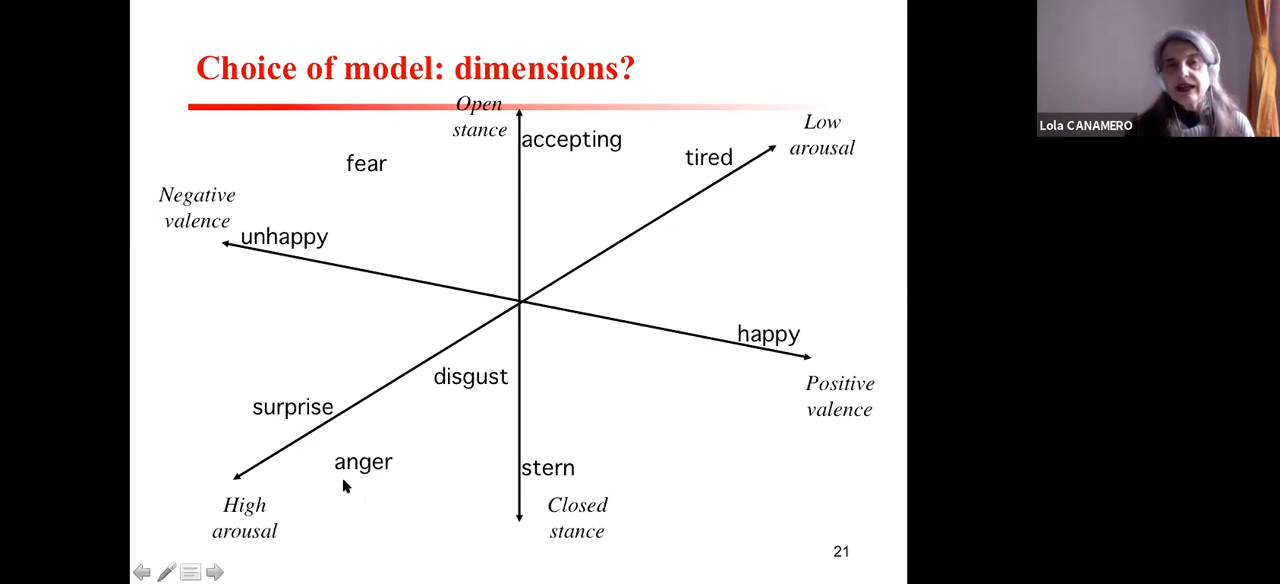 Choice of model: dimensions?
Open
stance
accepting
Low
arousal
tired
fear
Negative
valence
unhappy
happy
Positive
valence
disgust
surprise
anger
stern
High
arousal
Closed
stance
21
Lola CANAMERO